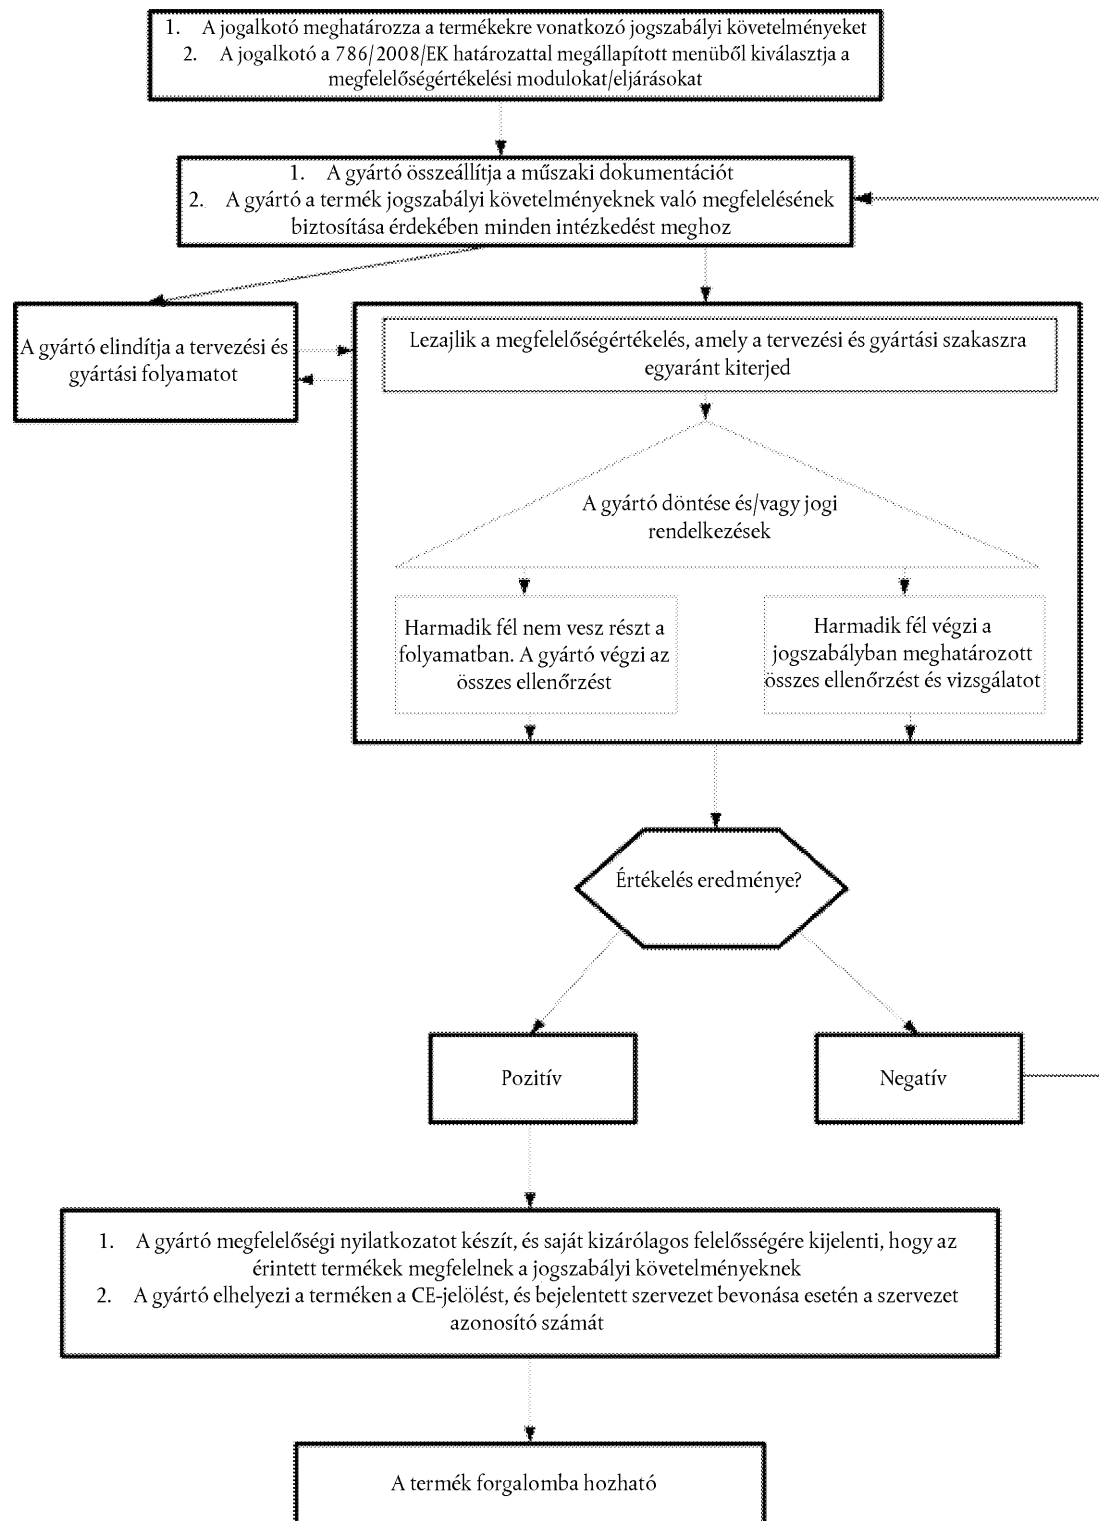 1. A jogalkotó meghatározza a termékekre vonatkozó jogszabályi követelményeket
2. A jogalkotó a 786/2008/EK határozattal megállapított menüből kiválasztja a
megfelelőségértékelési modulokat/eljárásokat
1. A gyártó összeállítja a műszaki dokumentációt
2. A gyártó a termék jogszabályi követelményeknek való megfelelésének
biztosítása érdekében minden intézkedést meghoz
A gyártó elindítja a tervezési és
gyártási folyamatot
Lezajlik a megfelelőségértékelés, amely a tervezési és gyártási szakaszra
egyaránt kiterjed
A gyártó döntése és/vagy jogi
rendelkezések
Harmadik fél nem vesz részt a
folyamatban. A gyártó végzi az
összes ellenőrzést
Harmadik fél végzi a
jogszabályban meghatározott
összes ellenőrzést és vizsgálatot
Értékelés eredménye?
Pozitív
Negatív
1. A gyártó megfelelőségi nyilatkozatot készít, és saját kizárólagos felelősségére kijelenti, hogy az
érintett termékek megfelelnek a jogszabályi követelményeknek
2. A gyártó elhelyezi a terméken a CE-jelölést, és bejelentett szervezet bevonása esetén a szervezet
azonosító számát
A termék forgalomba hozható